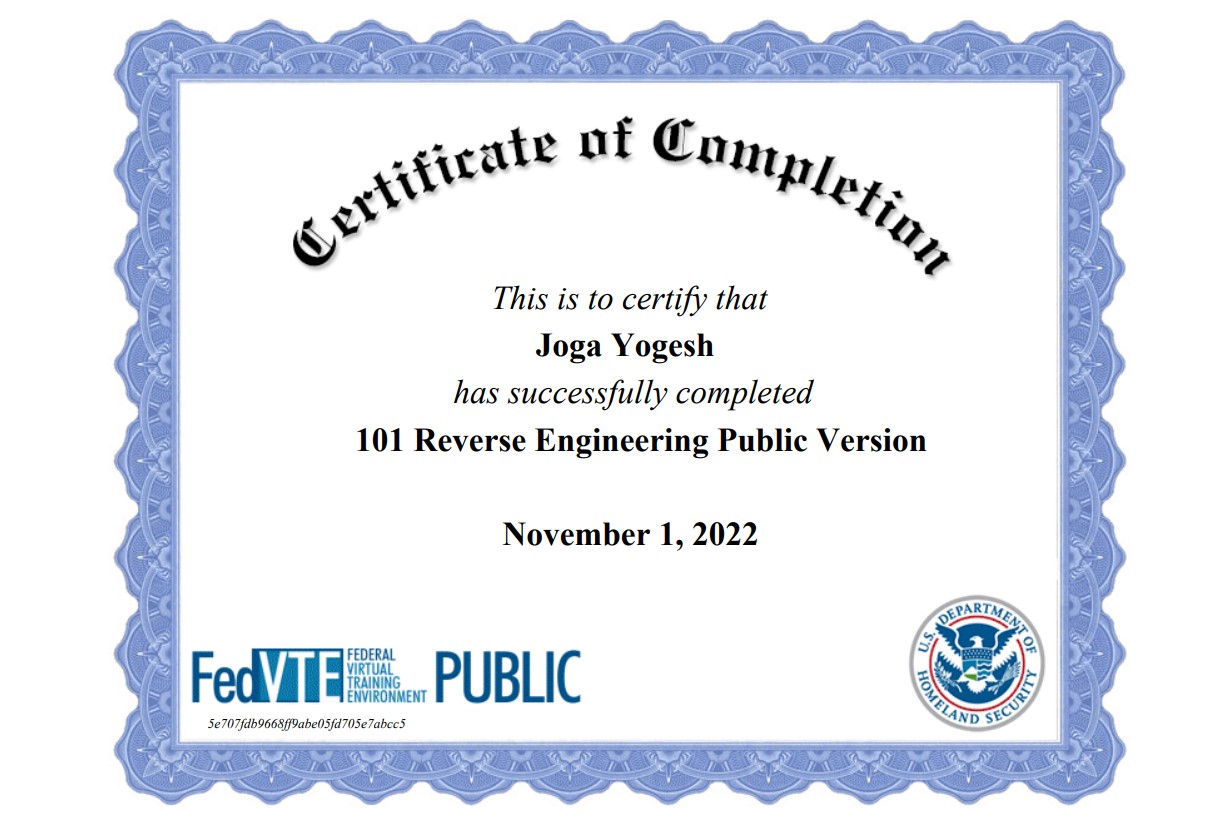 Certificate of Completion
This is to certify that
Joga Yogesh
has successfully completed
101 Reverse Engineering Public Version
November 1, 2022
FedVTE FEDERAL VIRTUAL TRAINING ENVIRONMENT PUBLIC
5e707fdb9668ff9abe05fd705e7abcc5
U.S. DEPARTMENT OF HOMELAND SECURITY